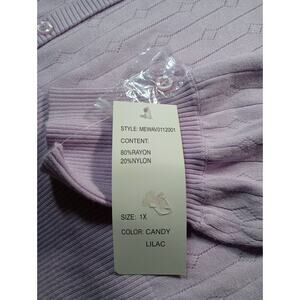 STYLE: MEWAV0112001
CONTENT:
80%RAYON
20%NYLON
SIZE: 1X
COLOR: CANDY
LILAC